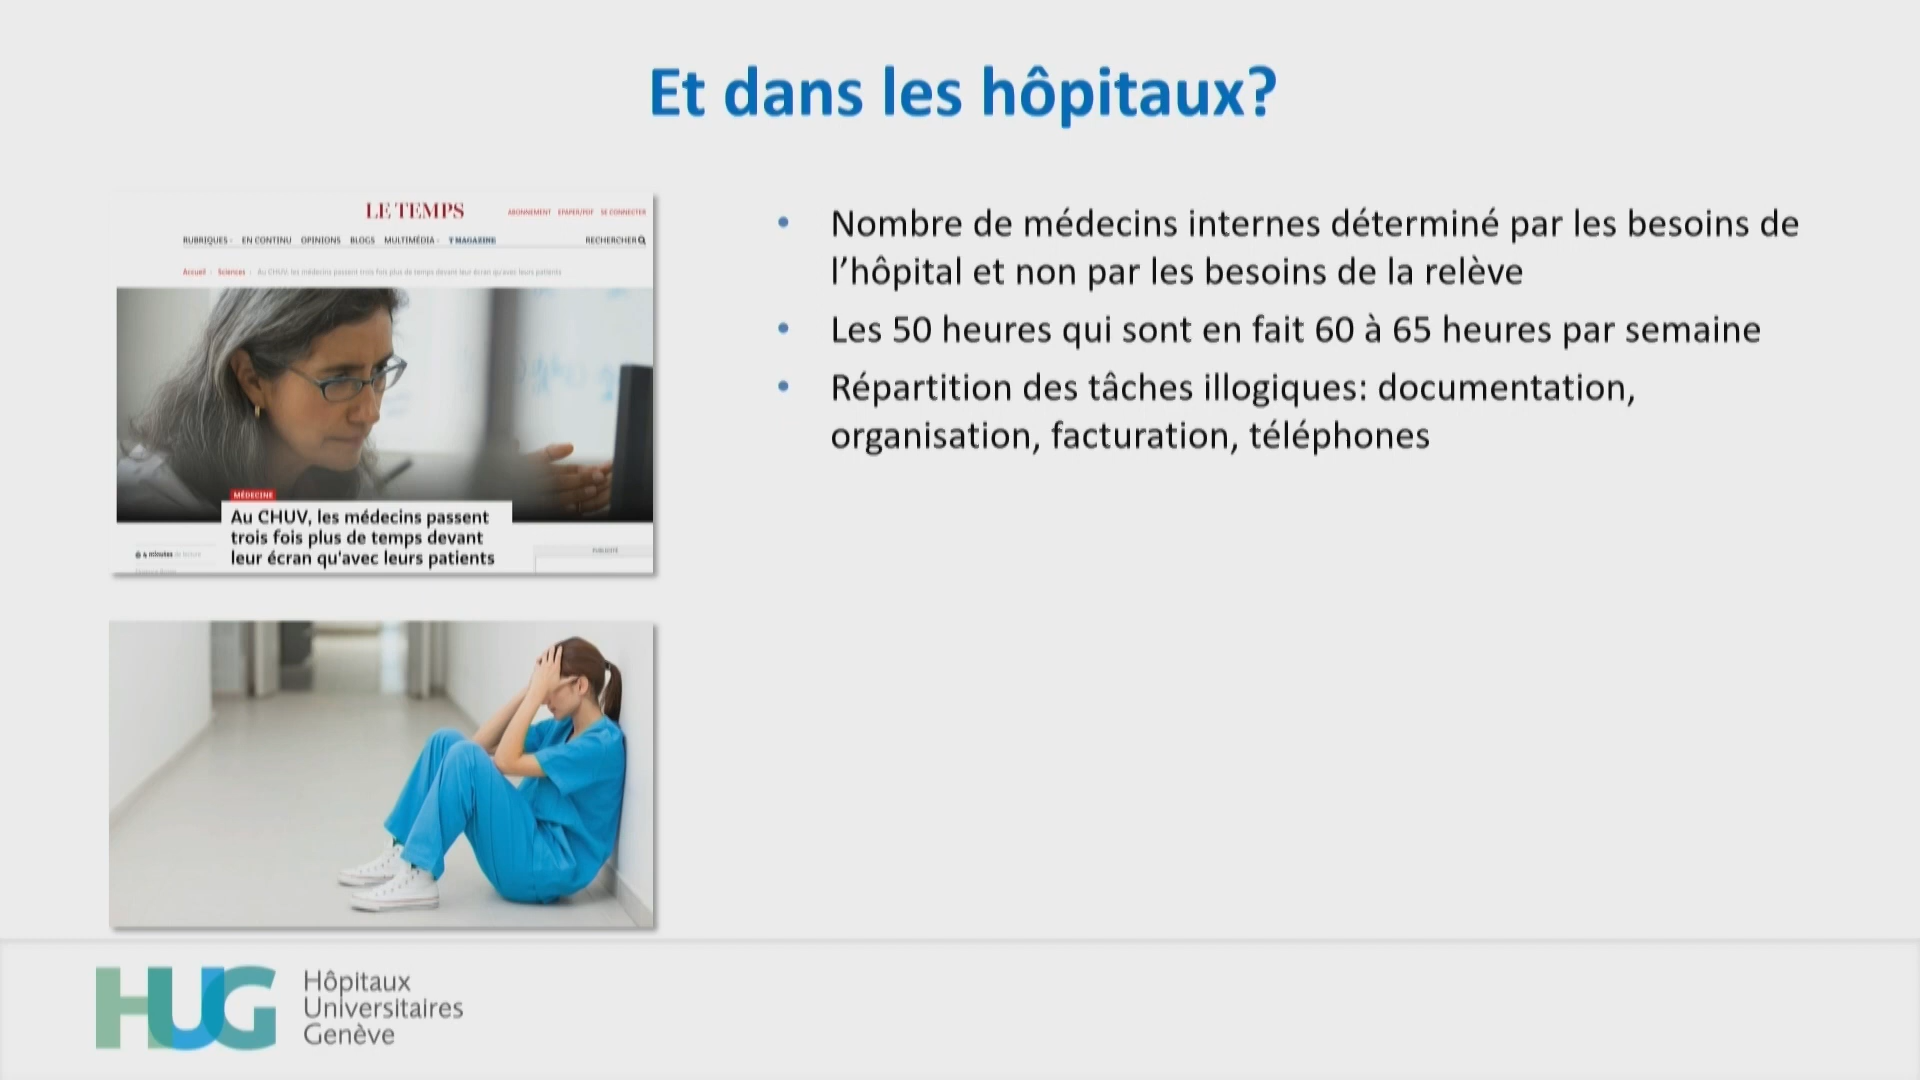 Et dans les hôpitaux?
LE TEMPS
ABONNEMENT EPAPER/PDF SE CONNECTER
RUBRIQUES EN CONTINU OPINIONS BLOGS MULTIMÉDIA T MAGAZINE RECHERCHER
Accueil Sciences Au CHUV, les médecins passent trois fois plus de temps devant leur écran qu'avec leurs patients
MÉDECINE
Au CHUV, les médecins passent
trois fois plus de temps devant
leur écran qu'avec leurs patients
4 minutes de lecture
PUBLICITÉ
• Nombre de médecins internes déterminé par les besoins de
l'hôpital et non par les besoins de la relève
• Les 50 heures qui sont en fait 60 à 65 heures par semaine
• Répartition des tâches illogiques: documentation,
organisation, facturation, téléphones
HUG
Hôpitaux
Universitaires
Genève